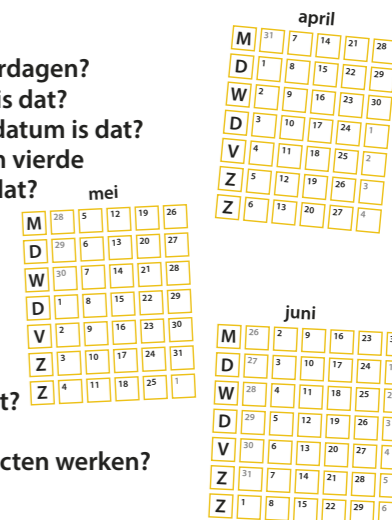 april
M 31 7 14 21 28
D 1 8 15 22 29
W 2 9 16 23 30
D 3 10 17 24 1
V 4 11 18 25 2
Z 5 12 19 26 3
Z 6 13 20 27 4
rdagen?
is dat?
datum is dat?
n vierde
dat?
mei
M 28 5 12 19 26
D 29 6 13 20 27
W 30 7 14 21 28
D 1 8 15 22 29
V 2 9 16 23 30
Z 3 10 17 24 31
Z 4 11 18 25 1
t?
cten werken?
juni
M 26 2 9 16 23
D 27 3 10 17 24
W 28 4 11 18 25
D 29 5 12 19 26
V 30 6 13 20 27 4
Z 31 7 14 21 28 5
Z 1 8 15 22 29 6